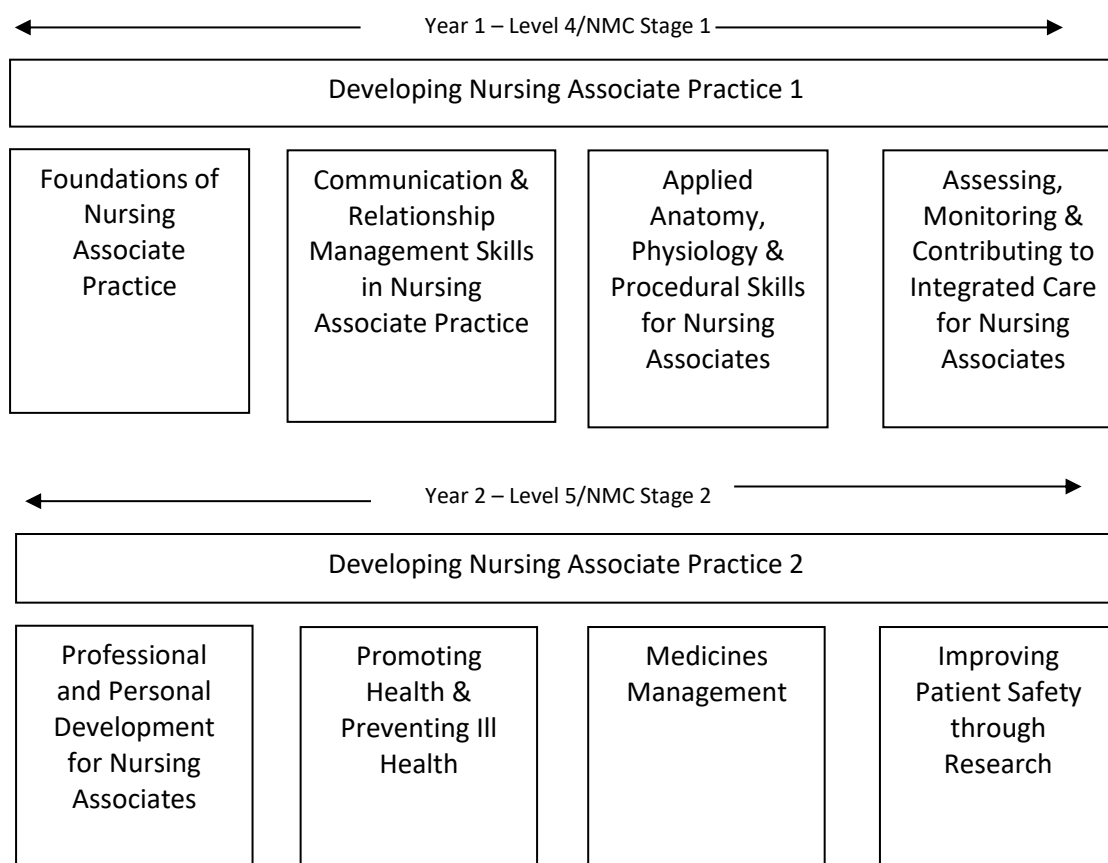 Year 1 – Level 4/NMC Stage 1
Developing Nursing Associate Practice 1
Foundations of
Nursing
Associate
Practice
Communication &
Relationship
Management Skills
in Nursing
Associate Practice
Applied
Anatomy,
Physiology &
Procedural Skills
for Nursing
Associates
Assessing,
Monitoring &
Contributing to
Integrated Care
for Nursing
Associates
Year 2 – Level 5/NMC Stage 2
Developing Nursing Associate Practice 2
Professional
and Personal
Development
for Nursing
Associates
Promoting
Health &
Preventing Ill
Health
Medicines
Management
Improving
Patient Safety
through
Research